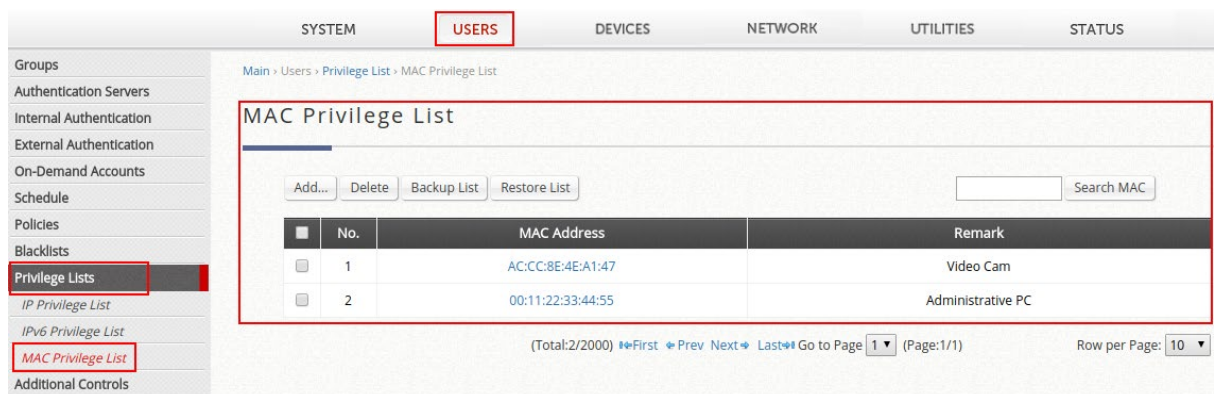 SYSTEM USERS DEVICES NETWORK UTILITIES STATUS
Groups
Authentication Servers
Internal Authentication
External Authentication
On-Demand Accounts
Schedule
Policies
Blacklists
Privilege Lists
IP Privilege List
IPv6 Privilege List
MAC Privilege List
Additional Controls
Main › Users › Privilege List › MAC Privilege List
MAC Privilege List
Add... Delete Backup List Restore List Search MAC
No. MAC Address Remark
1 AC:CC:8E:4E:A1:47 Video Cam
2 00:11:22:33:44:55 Administrative PC
(Total:2/2000) First Prev Next Last Go to Page 1 (Page:1/1) Row per Page: 10